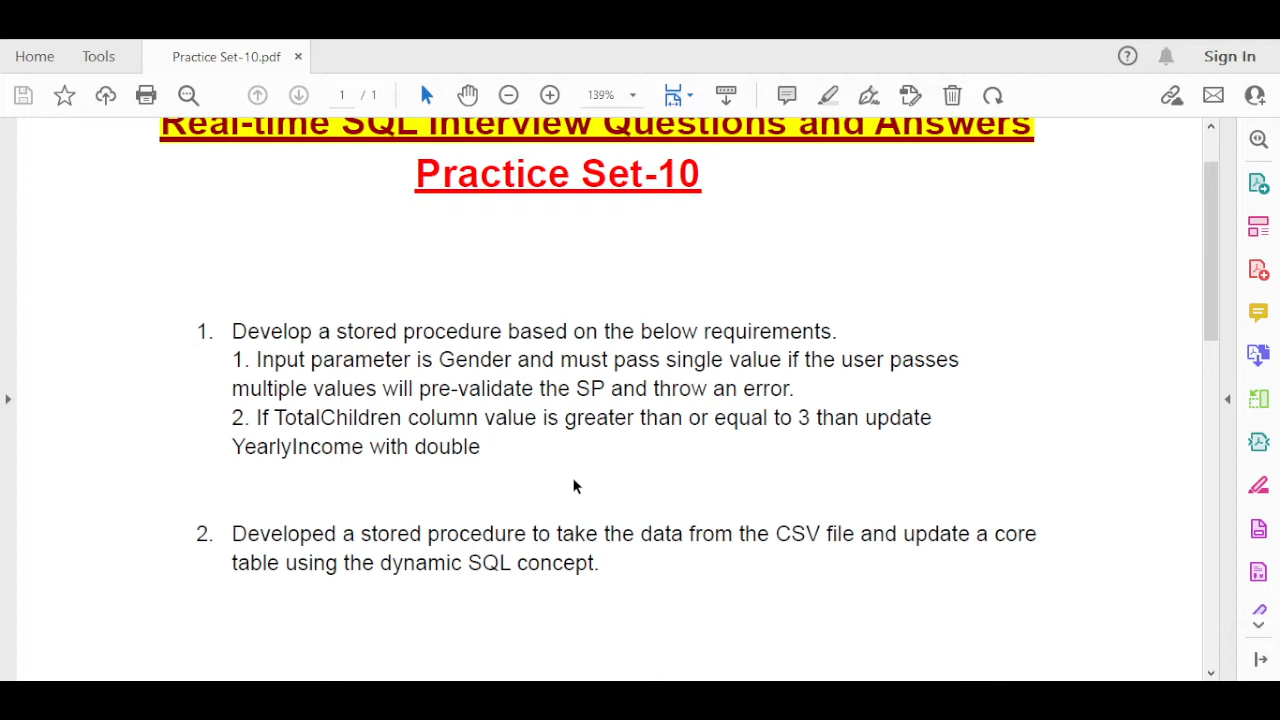 Home Tools Practice Set-10.pdf × Sign In
1 / 1 139%
Real-time SQL Interview Questions and Answers
Practice Set-10
1. Develop a stored procedure based on the below requirements.
1. Input parameter is Gender and must pass single value if the user passes
multiple values will pre-validate the SP and throw an error.
2. If TotalChildren column value is greater than or equal to 3 than update
YearlyIncome with double
2. Developed a stored procedure to take the data from the CSV file and update a core
table using the dynamic SQL concept.